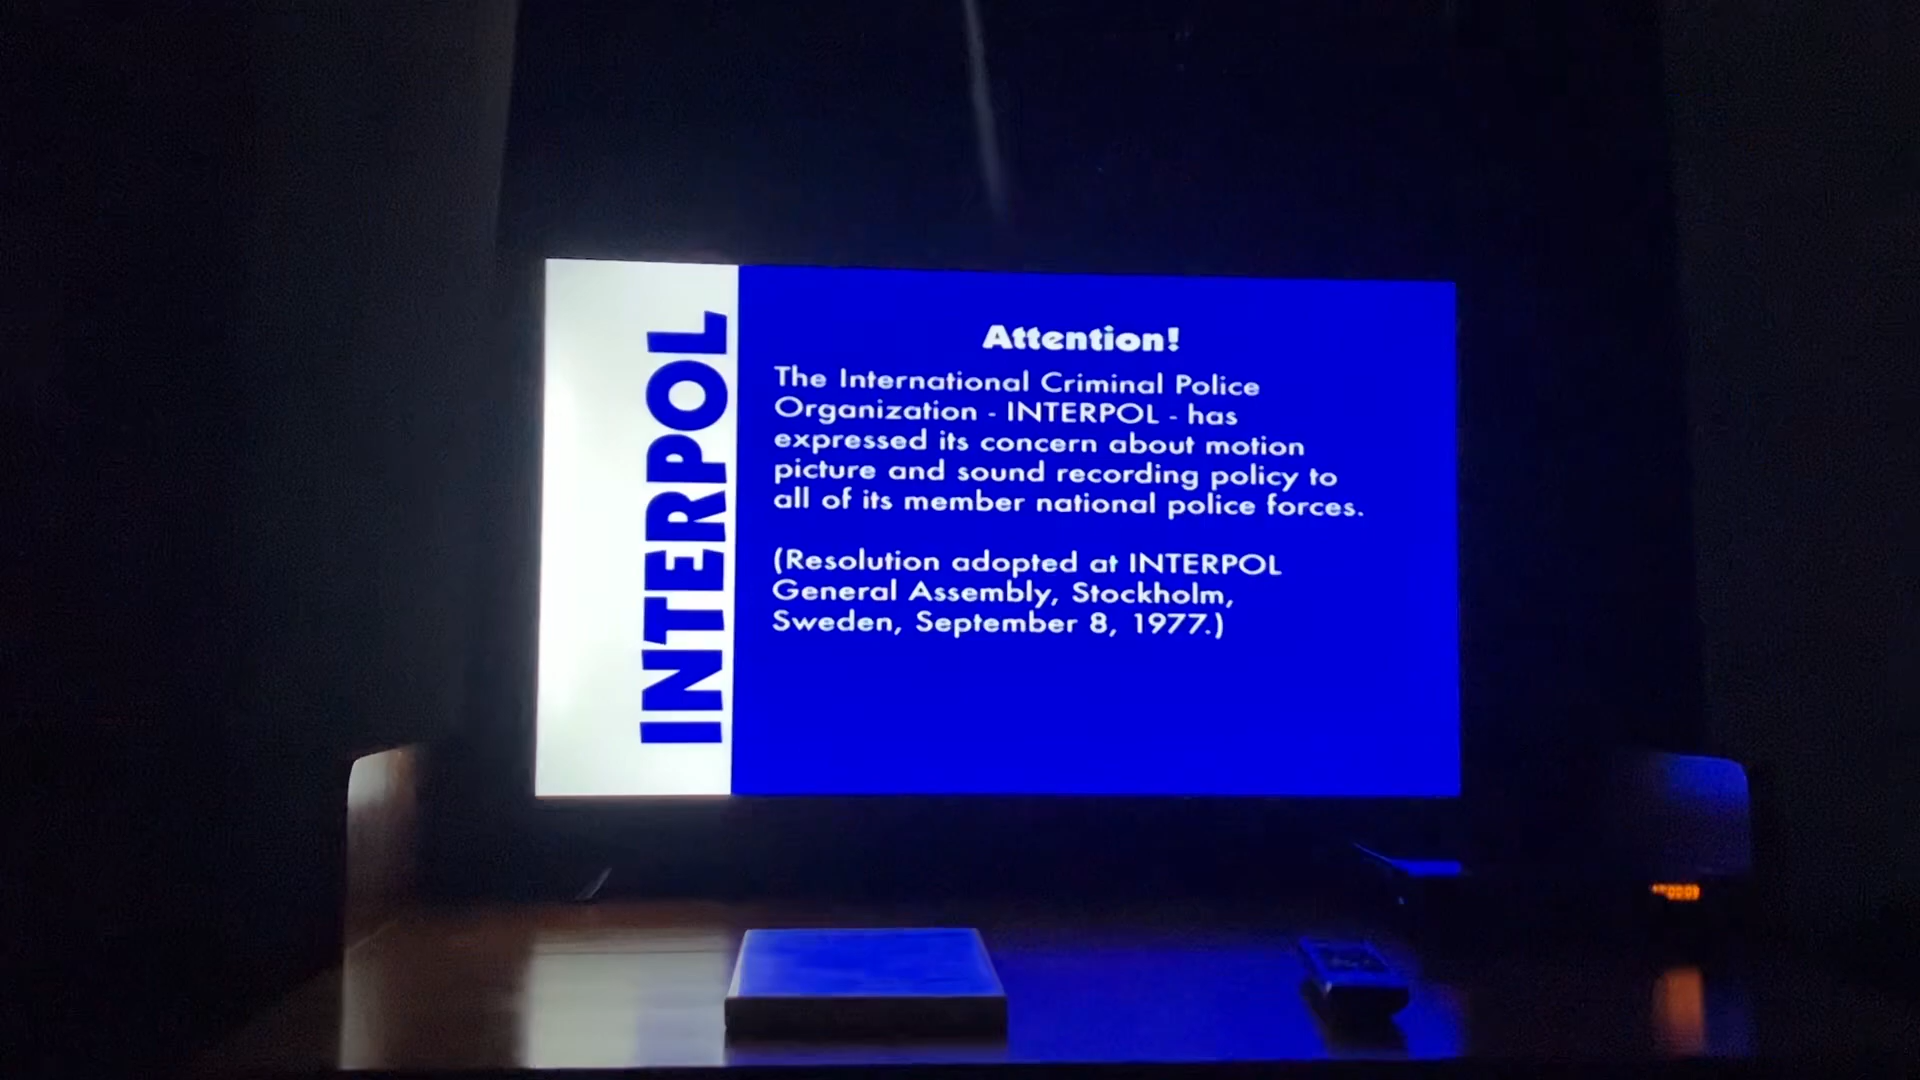 INTERPOL
Attention!
The International Criminal Police
Organization - INTERPOL - has
expressed its concern about motion
picture and sound recording policy to
all of its member national police forces.
(Resolution adopted at INTERPOL
General Assembly, Stockholm,
Sweden, September 8, 1977.)